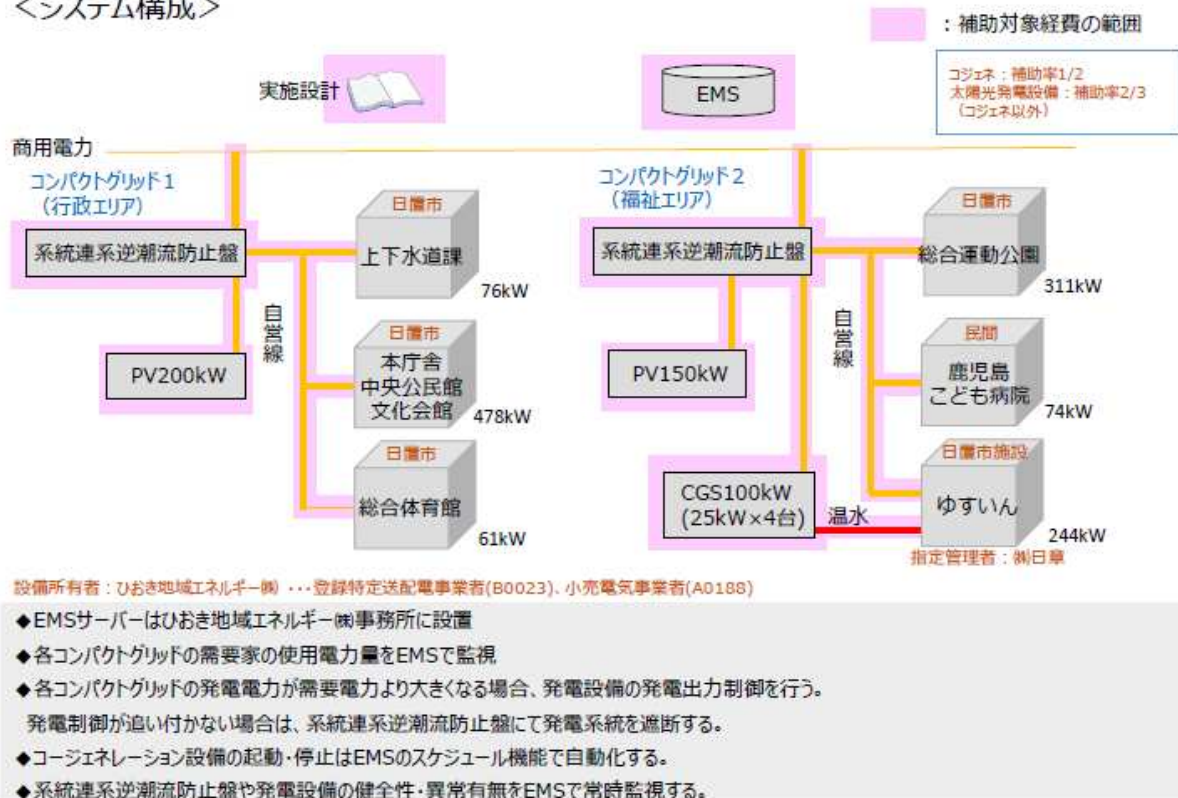 ＜システム構成＞
：補助対象経費の範囲
実施設計
EMS
コジェネ：補助率1/2
太陽光発電設備：補助率2/3
（コジェネ以外）
商用電力
コンパクトグリッド１
（行政エリア）
系統連系逆潮流防止盤
PV200kW
自営線
日置市
上下水道課
76kW
日置市
本庁舎
中央公民館
文化会館
478kW
日置市
総合体育館
61kW
コンパクトグリッド２
（福祉エリア）
系統連系逆潮流防止盤
PV150kW
CGS100kW
(25kW×4台)
温水
自営線
日置市
総合運動公園
311kW
民間
鹿児島
こども病院
74kW
日置市施設
ゆすいん
244kW
指定管理者：㈱日章
設備所有者：ひおき地域エネルギー㈱ ･･･登録特定送配電事業者(B0023)、小売電気事業者(A0188)
◆EMSサーバーはひおき地域エネルギー㈱事務所に設置
◆各コンパクトグリッドの需要家の使用電力量をEMSで監視
◆各コンパクトグリッドの発電電力が需要電力より大きくなる場合、発電設備の発電出力制御を行う。
発電制御が追い付かない場合は、系統連系逆潮流防止盤にて発電系統を遮断する。
◆コージェネレーション設備の起動・停止はEMSのスケジュール機能で自動化する。
◆系統連系逆潮流防止盤や発電設備の健全性・異常有無をEMSで常時監視する。